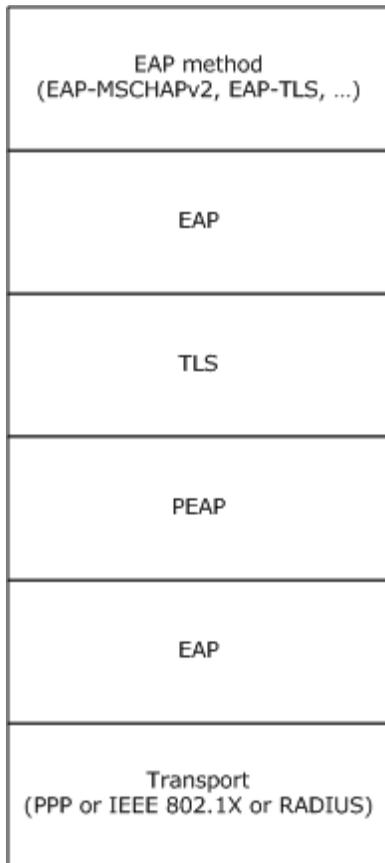 EAP method
(EAP-MSCHAPv2, EAP-TLS, ...)
EAP
TLS
PEAP
EAP
Transport
(PPP or IEEE 802.1X or RADIUS)